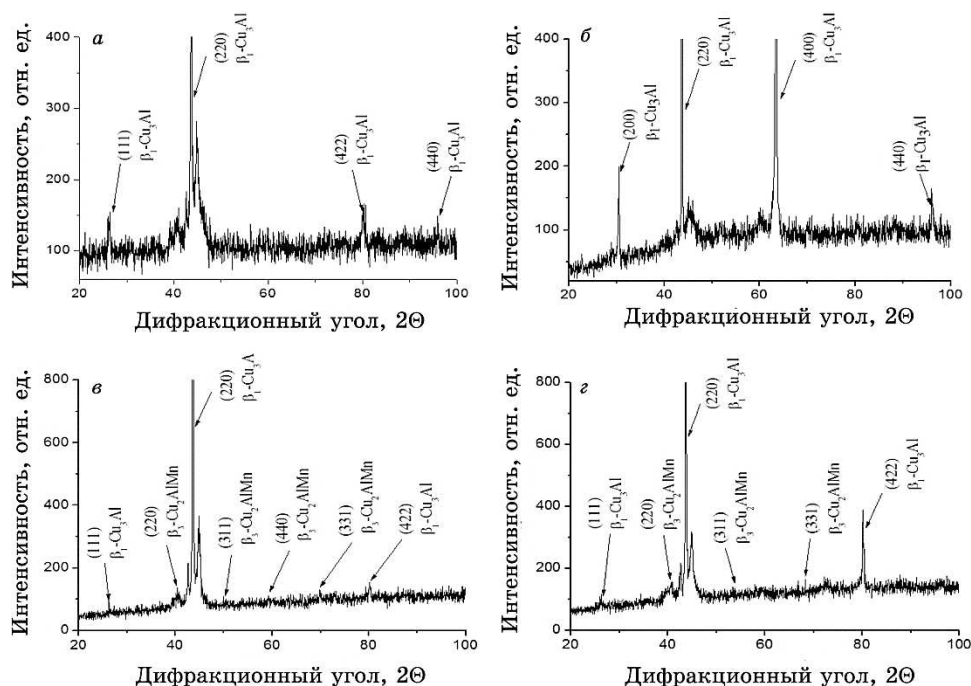 а
Интенсивность, отн. ед.
400
300
200
100
(111)
β₁-Cu₃Al
(220)
β₁-Cu₃Al
(422)
β₁-Cu₃Al
(440)
β₁-Cu₃Al
20 40 60 80 100
Дифракционный угол, 2Θ
б
Интенсивность, отн. ед.
400
300
200
100
0
(200)
β₁-Cu₃Al
(220)
β₁-Cu₃Al
(400)
β₁-Cu₃Al
(440)
β₁-Cu₃Al
20 40 60 80 100
Дифракционный угол, 2Θ
в
Интенсивность, отн. ед.
800
600
400
200
0
(111)
β₁-Cu₃Al
(220)
β₃-Cu₂AlMn
(220)
β₁-Cu₃A
(311)
β₃-Cu₂AlMn
(440)
β₃-Cu₂AlMn
(331)
β₃-Cu₂AlMn
(422)
β₁-Cu₃Al
20 40 60 80 100
Дифракционный угол, 2Θ
г
Интенсивность, отн. ед.
800
600
400
200
0
(111)
β₁-Cu₃Al
(220)
β₃-Cu₂AlMn
(220)
β₁-Cu₃Al
(311)
β₃-Cu₂AlMn
(331)
β₃-Cu₂AlMn
(422)
β₁-Cu₃Al
20 40 60 80 100
Дифракционный угол, 2Θ